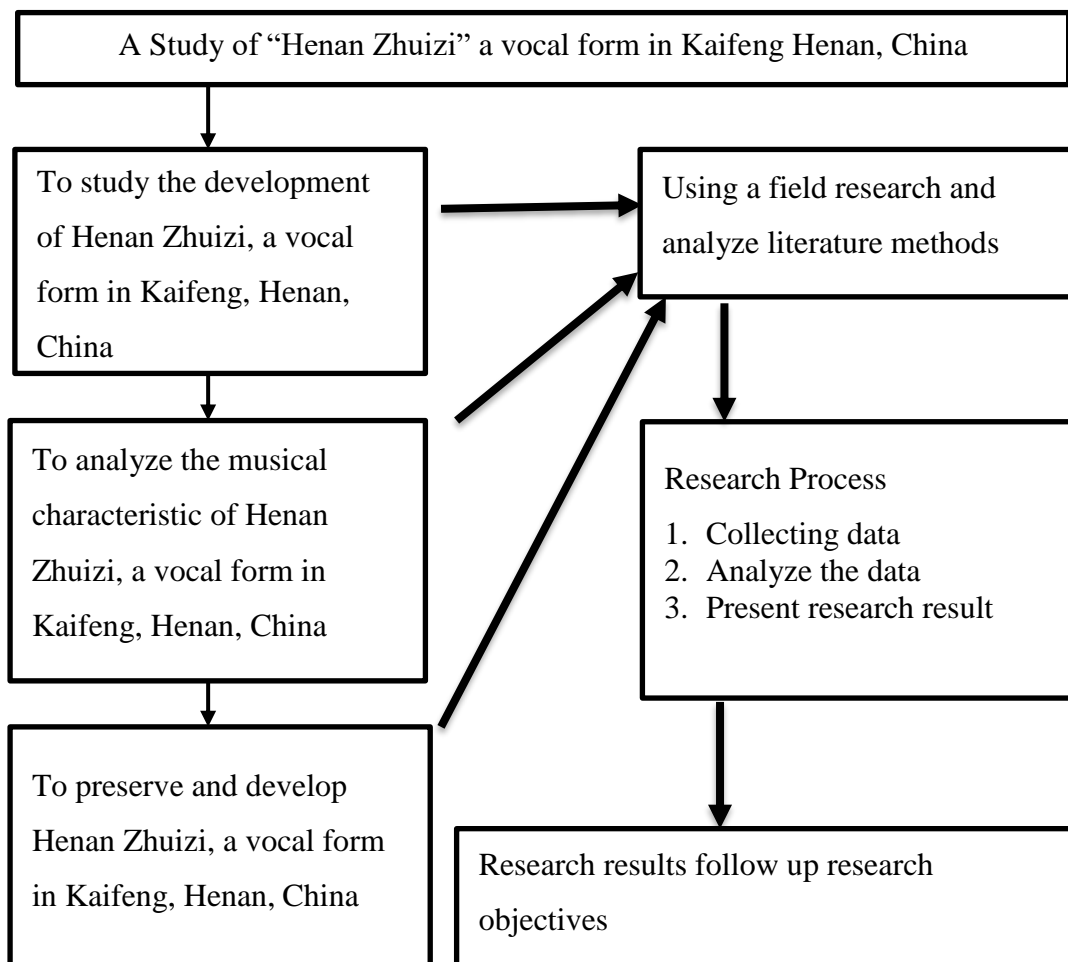 A Study of “Henan Zhuizi” a vocal form in Kaifeng Henan, China
To study the development
of Henan Zhuizi, a vocal
form in Kaifeng, Henan,
China
Using a field research and
analyze literature methods
To analyze the musical
characteristic of Henan
Zhuizi, a vocal form in
Kaifeng, Henan, China
Research Process
1. Collecting data
2. Analyze the data
3. Present research result
To preserve and develop
Henan Zhuizi, a vocal form
in Kaifeng, Henan, China
Research results follow up research
objectives